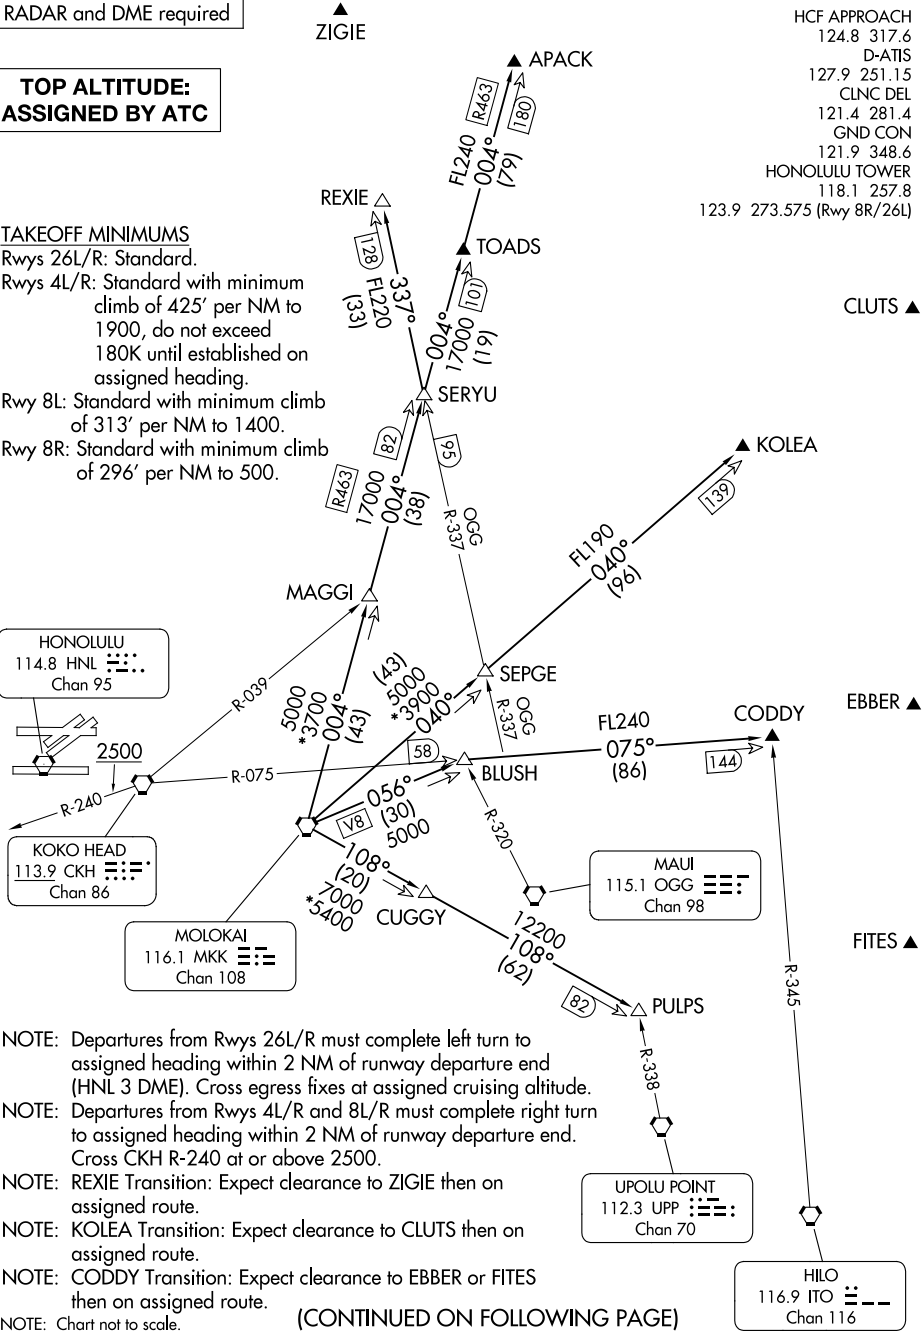 RADAR and DME required
ZIGIE
HCF APPROACH
124.8 317.6
D-ATIS
127.9 251.15
CLNC DEL
121.4 281.4
GND CON
121.9 348.6
HONOLULU TOWER
118.1 257.8
123.9 273.575 (Rwy 8R/26L)
TOP ALTITUDE:
ASSIGNED BY ATC
APACK
R463
180
FL240
004°
(79)
REXIE
TOADS
128
FL220
337°
(33)
101
004°
17000
(19)
TAKEOFF MINIMUMS
Rwys 26L/R: Standard.
Rwys 4L/R: Standard with minimum
climb of 425' per NM to
1900, do not exceed
180K until established on
assigned heading.
Rwy 8L: Standard with minimum climb
of 313' per NM to 1400.
Rwy 8R: Standard with minimum climb
of 296' per NM to 500.
CLUTS
SERYU
82
95
R463
17000
004°
(38)
OGG
R-337
KOLEA
139
FL190
040°
(96)
MAGGI
HONOLULU
114.8 HNL
Chan 95
R-039
5000
*3700
004°
(43)
(43)
5000
*3900
040°
SEPGE
OGG
R-337
EBBER
2500
R-240
R-075
58
BLUSH
FL240
075°
(86)
CODDY
144
V8
056°
(30)
5000
R-320
KOKO HEAD
113.9 CKH
Chan 86
108°
(20)
7000
*5400
CUGGY
MAUI
115.1 OGG
Chan 98
MOLOKAI
116.1 MKK
Chan 108
12200
108°
(62)
82
PULPS
FITES
R-345
R-338
NOTE: Departures from Rwys 26L/R must complete left turn to
assigned heading within 2 NM of runway departure end
(HNL 3 DME). Cross egress fixes at assigned cruising altitude.
NOTE: Departures from Rwys 4L/R and 8L/R must complete right turn
to assigned heading within 2 NM of runway departure end.
Cross CKH R-240 at or above 2500.
NOTE: REXIE Transition: Expect clearance to ZIGIE then on
assigned route.
NOTE: KOLEA Transition: Expect clearance to CLUTS then on
assigned route.
NOTE: CODDY Transition: Expect clearance to EBBER or FITES
then on assigned route.
NOTE: Chart not to scale.
UPOLU POINT
112.3 UPP
Chan 70
HILO
116.9 ITO
Chan 116
(CONTINUED ON FOLLOWING PAGE)